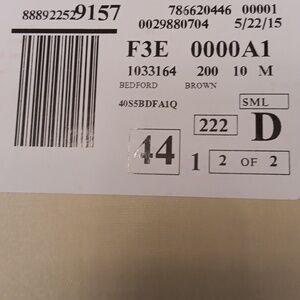 888922529157
786620446 00001
0029880704 5/22/15
F3E 0000A1
1033164 200 10 M
BEDFORD BROWN
40S5BDFA1Q
SML
222 D
44
1 2 OF 2